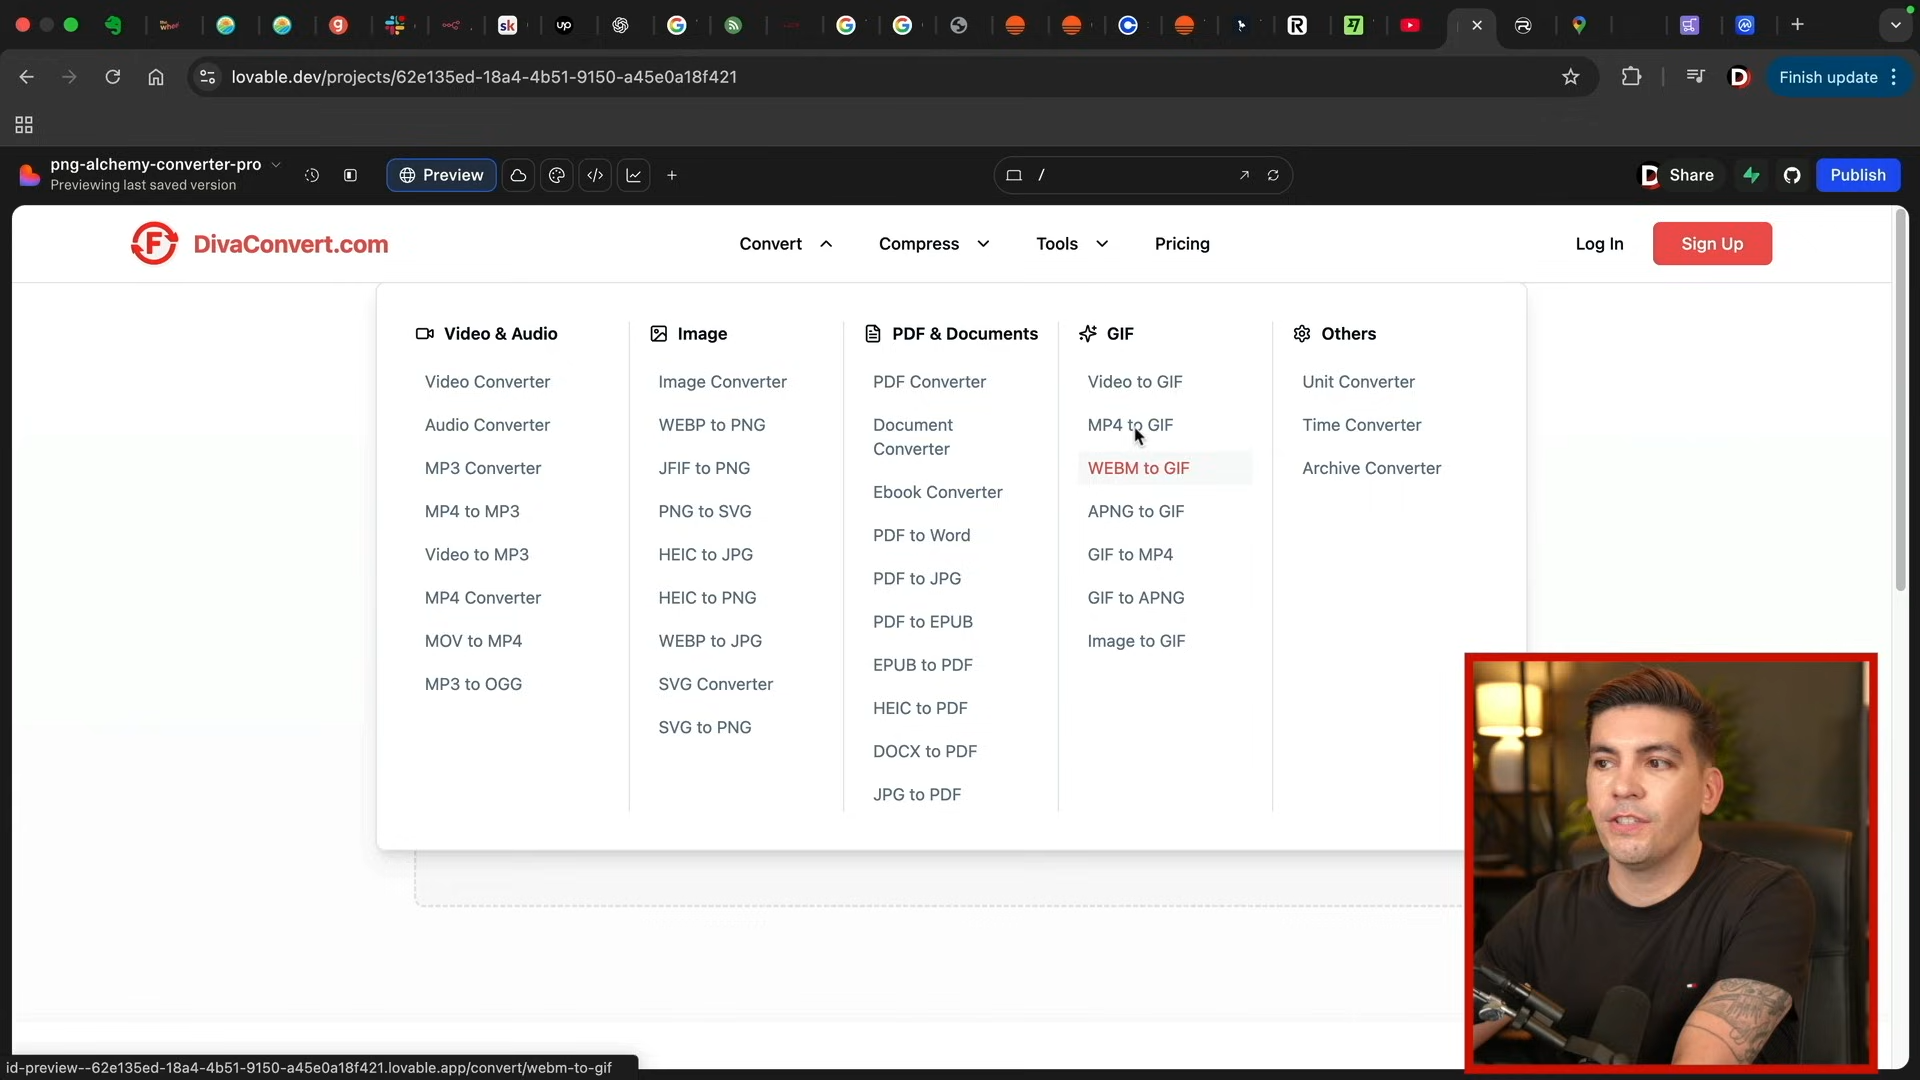 sk
up
lovable.dev/projects/62e135ed-18a4-4b51-9150-a45e0a18f421
Finish update
png-alchemy-converter-pro
Previewing last saved version
Preview
/
Share
Publish
DivaConvert.com
Convert
Compress
Tools
Pricing
Log In
Sign Up
Video & Audio
Video Converter
Audio Converter
MP3 Converter
MP4 to MP3
Video to MP3
MP4 Converter
MOV to MP4
MP3 to OGG
Image
Image Converter
WEBP to PNG
JFIF to PNG
PNG to SVG
HEIC to JPG
HEIC to PNG
WEBP to JPG
SVG Converter
SVG to PNG
PDF & Documents
PDF Converter
Document
Converter
Ebook Converter
PDF to Word
PDF to JPG
PDF to EPUB
EPUB to PDF
HEIC to PDF
DOCX to PDF
JPG to PDF
GIF
Video to GIF
MP4 to GIF
WEBM to GIF
APNG to GIF
GIF to MP4
GIF to APNG
Image to GIF
Others
Unit Converter
Time Converter
Archive Converter
id-preview--62e135ed-18a4-4b51-9150-a45e0a18f421.lovable.app/convert/webm-to-gif